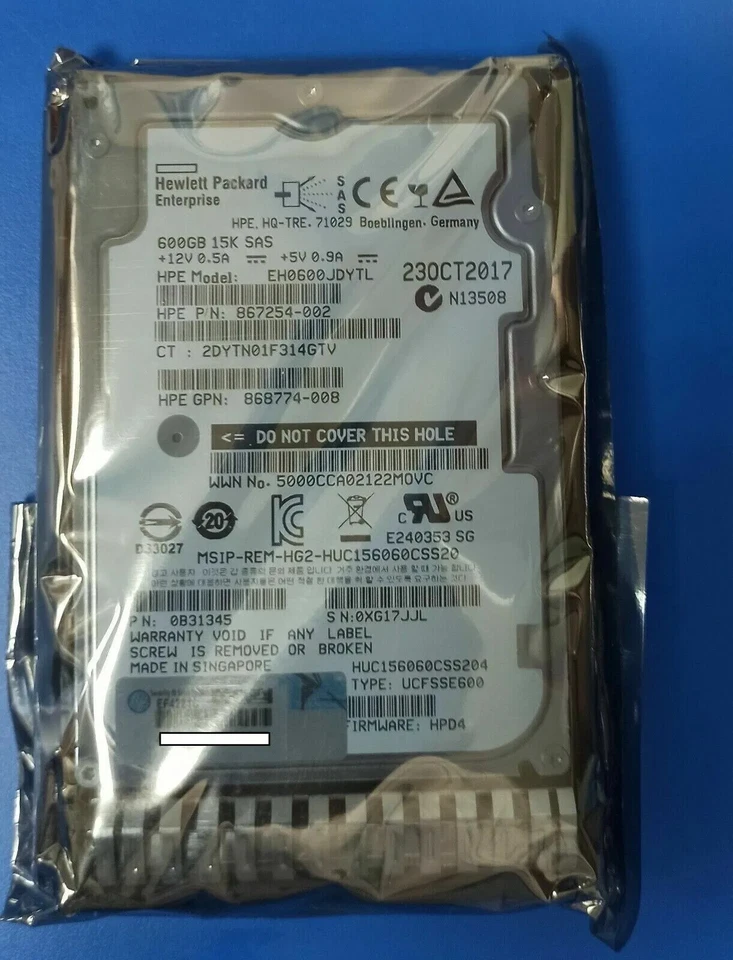 Hewlett Packard
Enterprise
SAS
CE
HPE, HQ-TRE, 71029 Boeblingen, Germany
600GB 15K SAS
+12V 0.5A +5V 0.9A
HPE Model: EH0600JDYTL 23OCT2017
N13508
HPE P/N: 867254-002
CT : 2DYTN01F314GTV
HPE GPN: 868774-008
<= DO NOT COVER THIS HOLE
WWN No. 5000CCA02122MOVC
20
C US ®
D33027 E240353 SG
MSIP-REM-HG2-HUC156060CSS20
P N: 0B31345 S N:0XG17JJL
WARRANTY VOID IF ANY LABEL
SCREW IS REMOVED OR BROKEN
MADE IN SINGAPORE HUC156060CSS204
TYPE: UCFSSE600
FIRMWARE: HPD4